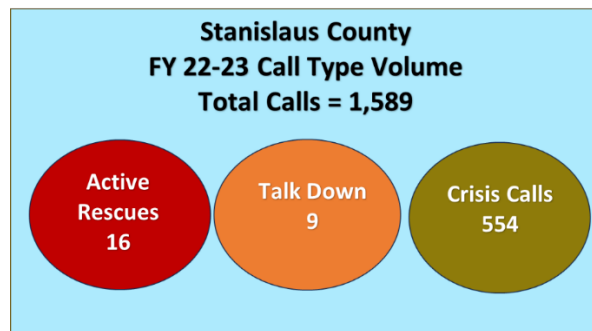 Stanislaus County
FY 22-23 Call Type Volume
Total Calls = 1,589
Active
Rescues
16
Talk Down
9
Crisis Calls
554